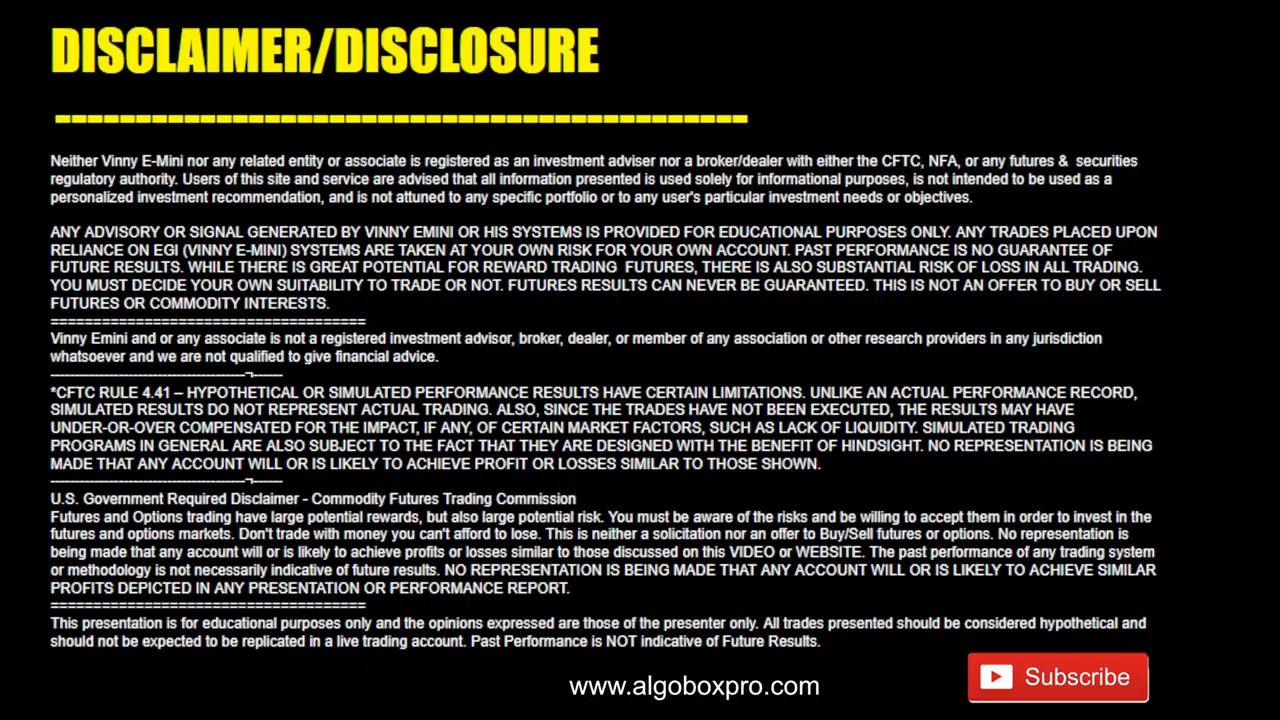 DISCLAIMER/DISCLOSURE
-------------------------------------------
Neither Vinny E-Mini nor any related entity or associate is registered as an investment adviser nor a broker/dealer with either the CFTC, NFA, or any futures & securities
regulatory authority. Users of this site and service are advised that all information presented is used solely for informational purposes, is not intended to be used as a
personalized investment recommendation, and is not attuned to any specific portfolio or to any user's particular investment needs or objectives.
ANY ADVISORY OR SIGNAL GENERATED BY VINNY EMINI OR HIS SYSTEMS IS PROVIDED FOR EDUCATIONAL PURPOSES ONLY. ANY TRADES PLACED UPON
RELIANCE ON EGI (VINNY E-MINI) SYSTEMS ARE TAKEN AT YOUR OWN RISK FOR YOUR OWN ACCOUNT. PAST PERFORMANCE IS NO GUARANTEE OF
FUTURE RESULTS. WHILE THERE IS GREAT POTENTIAL FOR REWARD TRADING FUTURES, THERE IS ALSO SUBSTANTIAL RISK OF LOSS IN ALL TRADING.
YOU MUST DECIDE YOUR OWN SUITABILITY TO TRADE OR NOT. FUTURES RESULTS CAN NEVER BE GUARANTEED. THIS IS NOT AN OFFER TO BUY OR SELL
FUTURES OR COMMODITY INTERESTS.
=====================================
Vinny Emini and or any associate is not a registered investment advisor, broker, dealer, or member of any association or other research providers in any jurisdiction
whatsoever and we are not qualified to give financial advice.
----------------------------------------¬------
*CFTC RULE 4.41 – HYPOTHETICAL OR SIMULATED PERFORMANCE RESULTS HAVE CERTAIN LIMITATIONS. UNLIKE AN ACTUAL PERFORMANCE RECORD,
SIMULATED RESULTS DO NOT REPRESENT ACTUAL TRADING. ALSO, SINCE THE TRADES HAVE NOT BEEN EXECUTED, THE RESULTS MAY HAVE
UNDER-OR-OVER COMPENSATED FOR THE IMPACT, IF ANY, OF CERTAIN MARKET FACTORS, SUCH AS LACK OF LIQUIDITY. SIMULATED TRADING
PROGRAMS IN GENERAL ARE ALSO SUBJECT TO THE FACT THAT THEY ARE DESIGNED WITH THE BENEFIT OF HINDSIGHT. NO REPRESENTATION IS BEING
MADE THAT ANY ACCOUNT WILL OR IS LIKELY TO ACHIEVE PROFIT OR LOSSES SIMILAR TO THOSE SHOWN.
----------------------------------------¬------
U.S. Government Required Disclaimer - Commodity Futures Trading Commission
Futures and Options trading have large potential rewards, but also large potential risk. You must be aware of the risks and be willing to accept them in order to invest in the
futures and options markets. Don't trade with money you can't afford to lose. This is neither a solicitation nor an offer to Buy/Sell futures or options. No representation is
being made that any account will or is likely to achieve profits or losses similar to those discussed on this VIDEO or WEBSITE. The past performance of any trading system
or methodology is not necessarily indicative of future results. NO REPRESENTATION IS BEING MADE THAT ANY ACCOUNT WILL OR IS LIKELY TO ACHIEVE SIMILAR
PROFITS DEPICTED IN ANY PRESENTATION OR PERFORMANCE REPORT.
=====================================
This presentation is for educational purposes only and the opinions expressed are those of the presenter only. All trades presented should be considered hypothetical and
should not be expected to be replicated in a live trading account. Past Performance is NOT indicative of Future Results.
www.algoboxpro.com
Subscribe